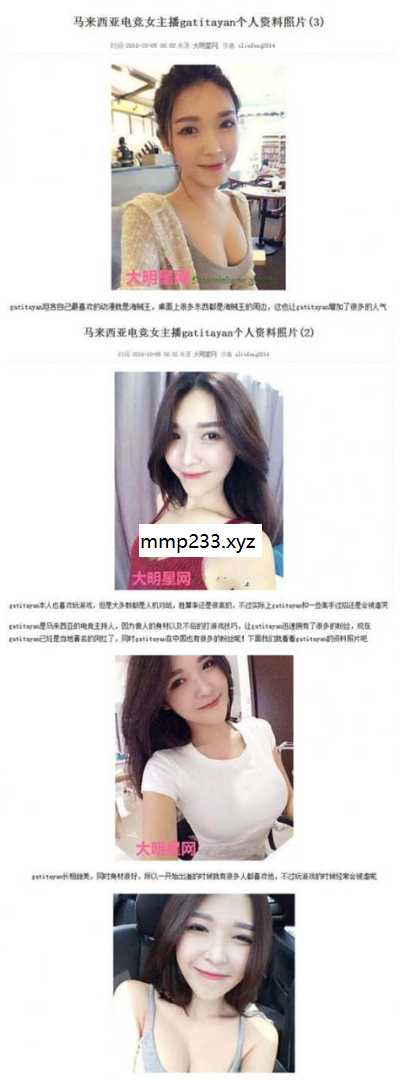 马来西亚电竞女主播gatitayan个人资料照片(3)
时间 2016-10-05 06:02 来源 大明星网 作者
大明星网
gatitayan坦言自己最喜欢的动漫就是海贼王，桌面上很多东西都是海贼王的周边，这也让gatitayan增加了很多的人气
马来西亚电竞女主播gatitayan个人资料照片(2)
时间 2016-10-05 06:02 来源 大明星网 作者
mmp233.xyz
大明星网
gatitayan本人也喜欢玩游戏，但是大多数都是人机对战，胜算率还是很高的，不过实际上gatitayan和一些高手过招还是会被虐哭
gatitayan是马来西亚的电竞主持人，因为傲人的身材以及不俗的打游戏技巧，让gatitayan迅速拥有了很多的粉丝，现在
gatitayan已经是当地著名的网红了，同时gatitayan在中国也有很多的粉丝呢！下面我们就看看gatitayan的资料照片吧
大明星网
gatitayan长相甜美，同时身材很好，所以一开始出道的时候就有很多人都喜欢她，不过玩游戏的时候经常会被虐呢